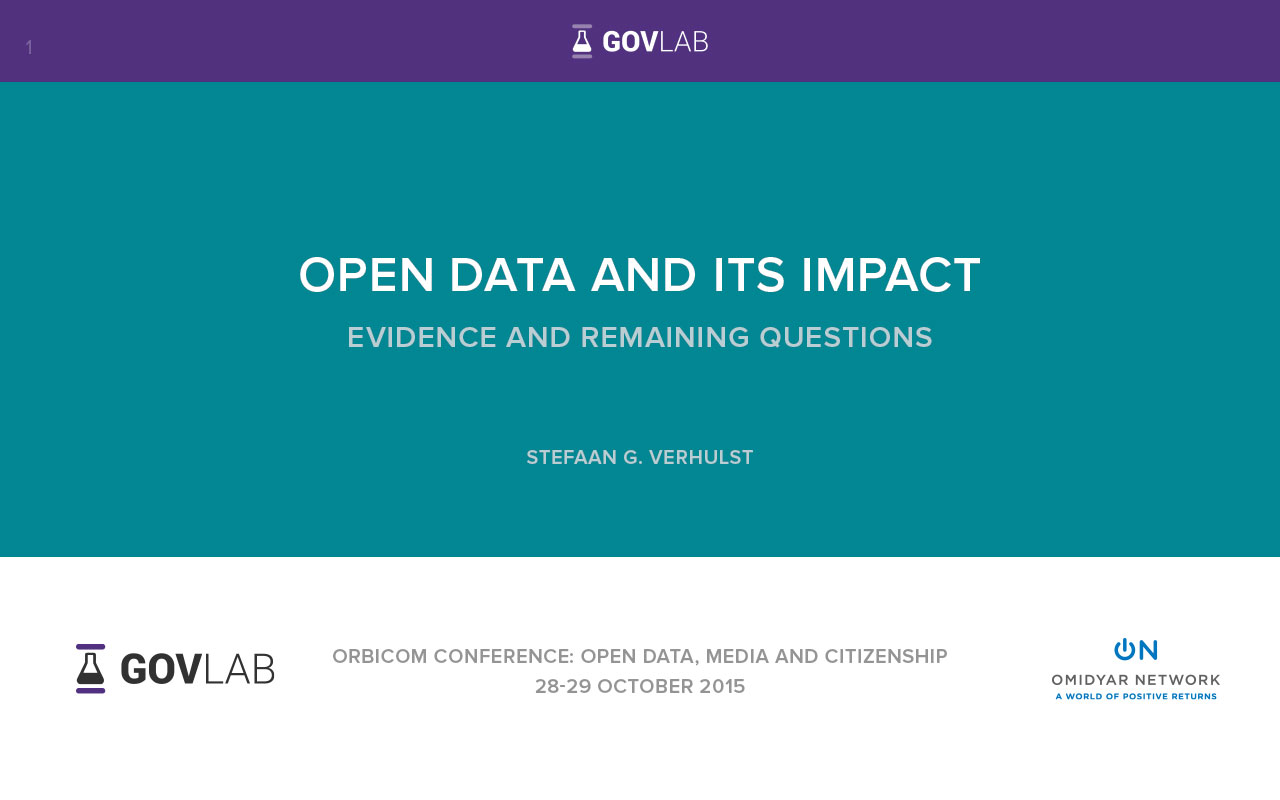 1
GOVLAB
OPEN DATA AND ITS IMPACT
EVIDENCE AND REMAINING QUESTIONS
STEFAAN G. VERHULST
GOVLAB
ORBICOM CONFERENCE: OPEN DATA, MEDIA AND CITIZENSHIP
28-29 OCTOBER 2015
ON
OMIDYAR NETWORK
A WORLD OF POSITIVE RETURNS